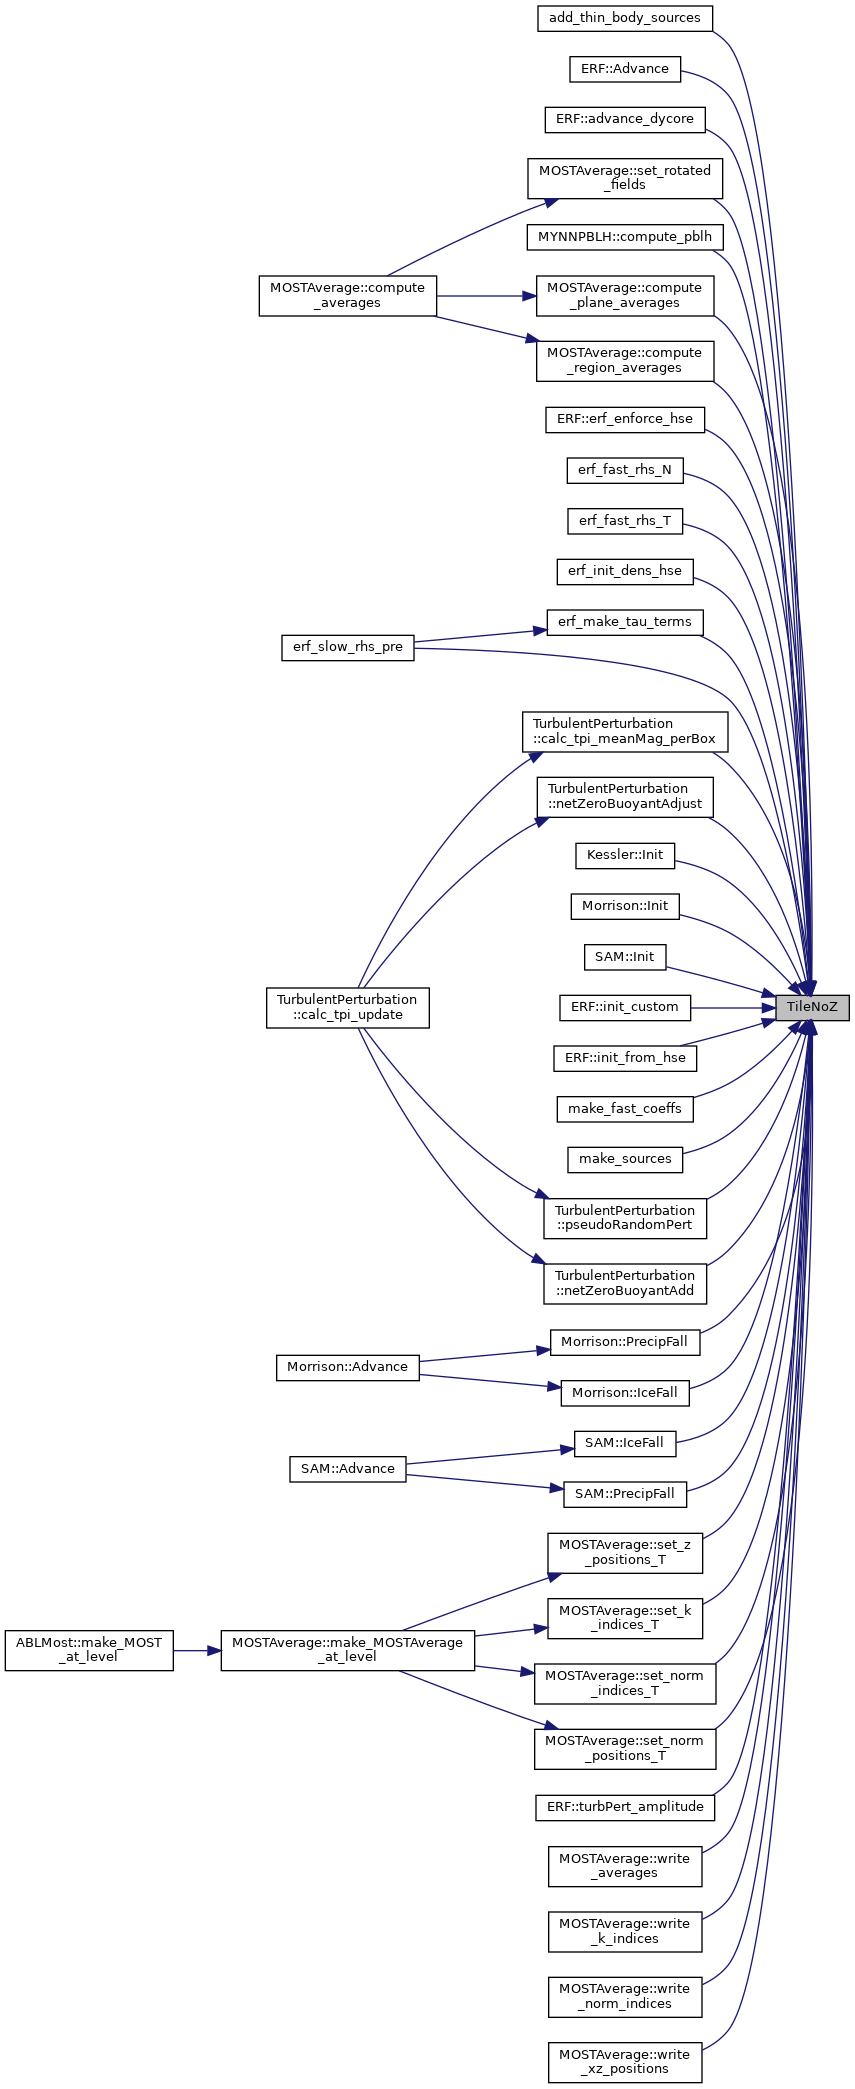 add_thin_body_sources
ERF::Advance
ERF::advance_dycore
MOSTAverage::set_rotated
_fields
MYNNPBLH::compute_pblh
MOSTAverage::compute
_averages
MOSTAverage::compute
_plane_averages
MOSTAverage::compute
_region_averages
ERF::erf_enforce_hse
erf_fast_rhs_N
erf_fast_rhs_T
erf_init_dens_hse
erf_make_tau_terms
erf_slow_rhs_pre
TurbulentPerturbation
::calc_tpi_meanMag_perBox
TurbulentPerturbation
::netZeroBuoyantAdjust
Kessler::Init
Morrison::Init
SAM::Init
TurbulentPerturbation
::calc_tpi_update
ERF::init_custom
TileNoZ
ERF::init_from_hse
make_fast_coeffs
make_sources
TurbulentPerturbation
::pseudoRandomPert
TurbulentPerturbation
::netZeroBuoyantAdd
Morrison::PrecipFall
Morrison::Advance
Morrison::IceFall
SAM::IceFall
SAM::Advance
SAM::PrecipFall
MOSTAverage::set_z
_positions_T
MOSTAverage::set_k
_indices_T
ABLMost::make_MOST
_at_level
MOSTAverage::make_MOSTAverage
_at_level
MOSTAverage::set_norm
_indices_T
MOSTAverage::set_norm
_positions_T
ERF::turbPert_amplitude
MOSTAverage::write
_averages
MOSTAverage::write
_k_indices
MOSTAverage::write
_norm_indices
MOSTAverage::write
_xz_positions